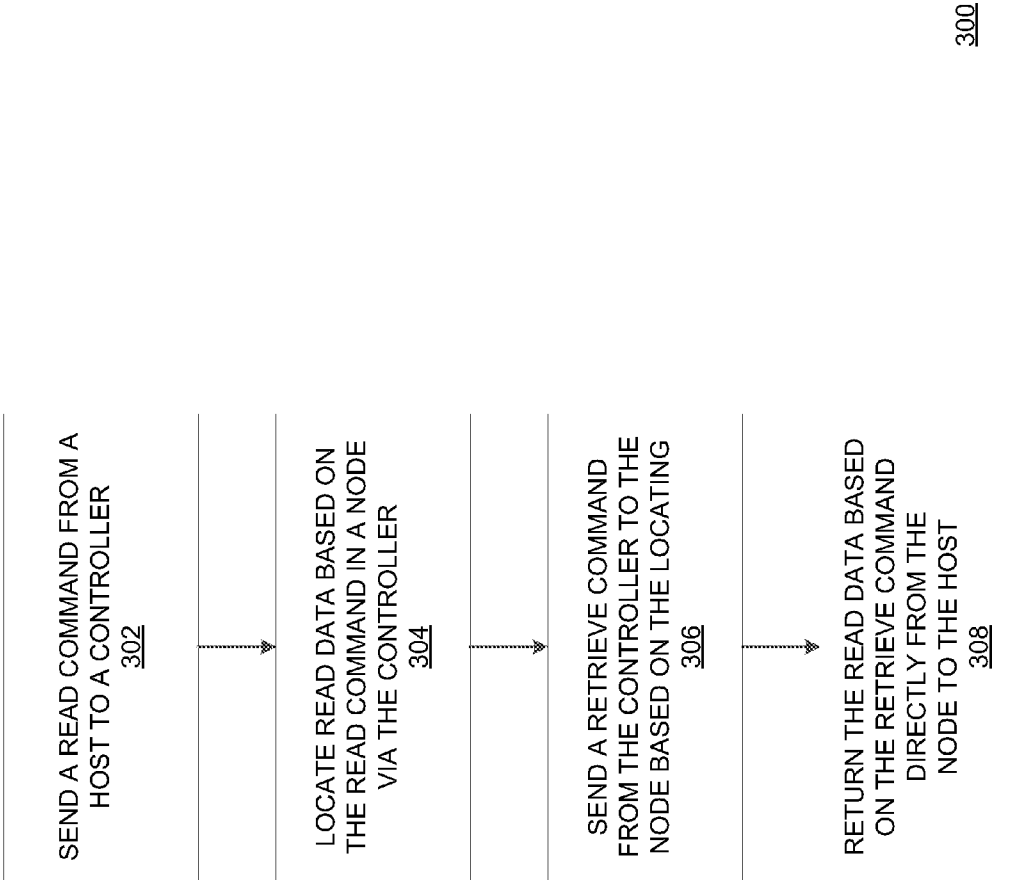 SEND A READ COMMAND FROM A
HOST TO A CONTROLLER
302
LOCATE READ DATA BASED ON
THE READ COMMAND IN A NODE
VIA THE CONTROLLER
304
SEND A RETRIEVE COMMAND
FROM THE CONTROLLER TO THE
NODE BASED ON THE LOCATING
306
RETURN THE READ DATA BASED
ON THE RETRIEVE COMMAND
DIRECTLY FROM THE
NODE TO THE HOST
308
300